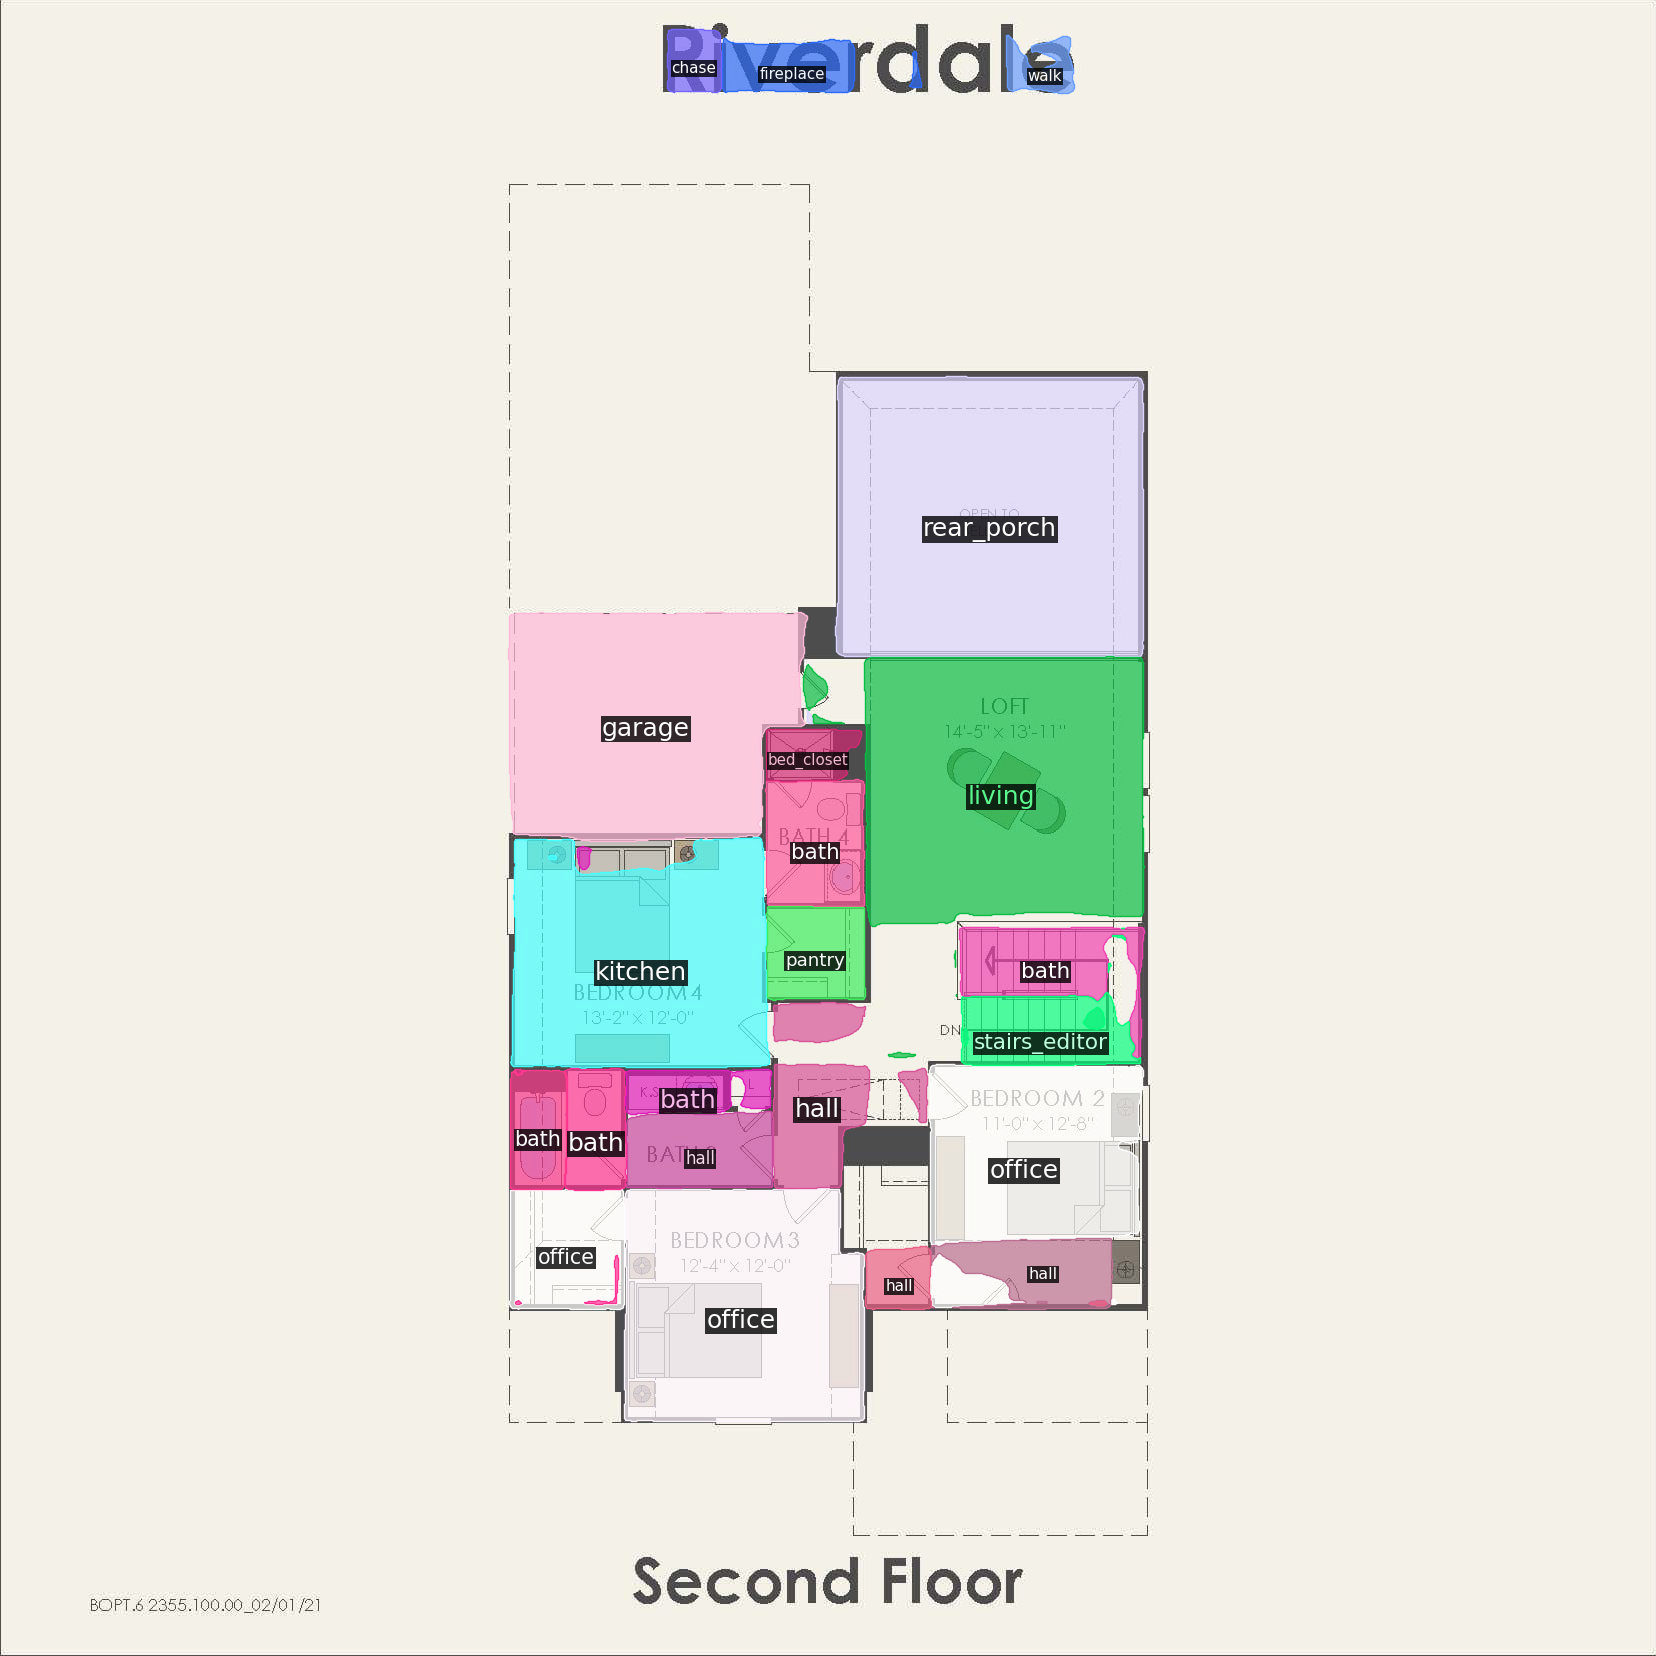 Riverdale
chase
fireplace
walk
OPEN TO
rear_porch
LOFT
14'-5" x 13'-11"
garage
bed_closet
living
BATH 4
bath
pantry
kitchen
BEDROOM 4
13'-2" x 12'-0"
bath
DN
stairs_editor
K.S.
bath
L
hall
BEDROOM 2
11'-0" x 12'-8"
bath
bath
BATH
hall
office
BEDROOM 3
12'-4" x 12'-0"
office
hall
hall
office
Second Floor
BOPT.6 2355.100.00_02/01/21